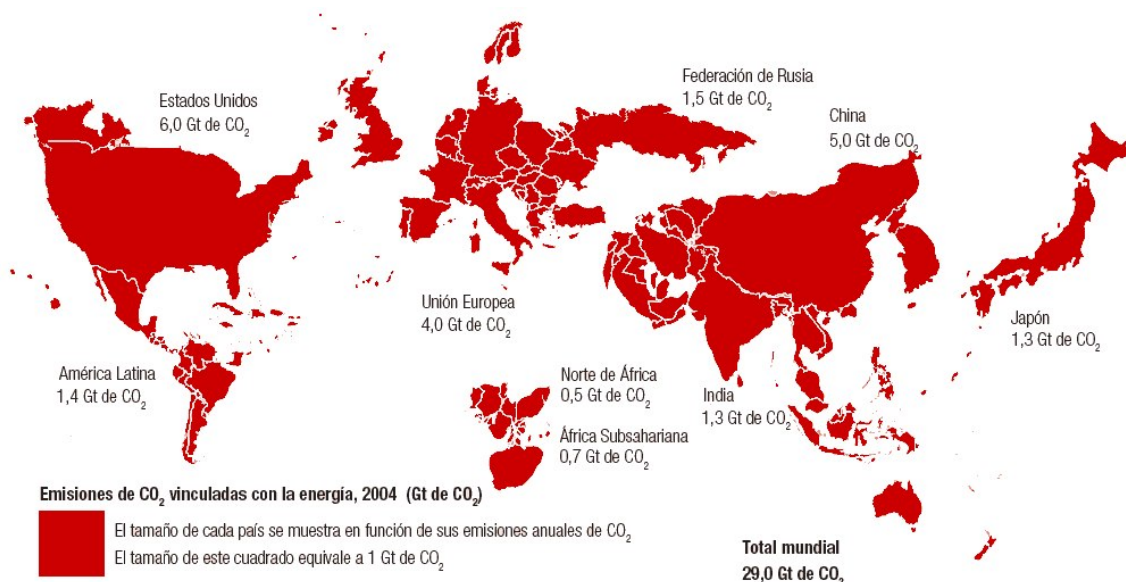 Estados Unidos
6,0 Gt de CO₂
Federación de Rusia
1,5 Gt de CO₂
China
5,0 Gt de CO₂
Unión Europea
4,0 Gt de CO₂
Japón
1,3 Gt de CO₂
América Latina
1,4 Gt de CO₂
Norte de África
0,5 Gt de CO₂
India
1,3 Gt de CO₂
África Subsahariana
0,7 Gt de CO₂
Emisiones de CO₂ vinculadas con la energía, 2004 (Gt de CO₂)
El tamaño de cada país se muestra en función de sus emisiones anuales de CO₂
El tamaño de este cuadrado equivale a 1 Gt de CO₂
Total mundial
29,0 Gt de CO₂